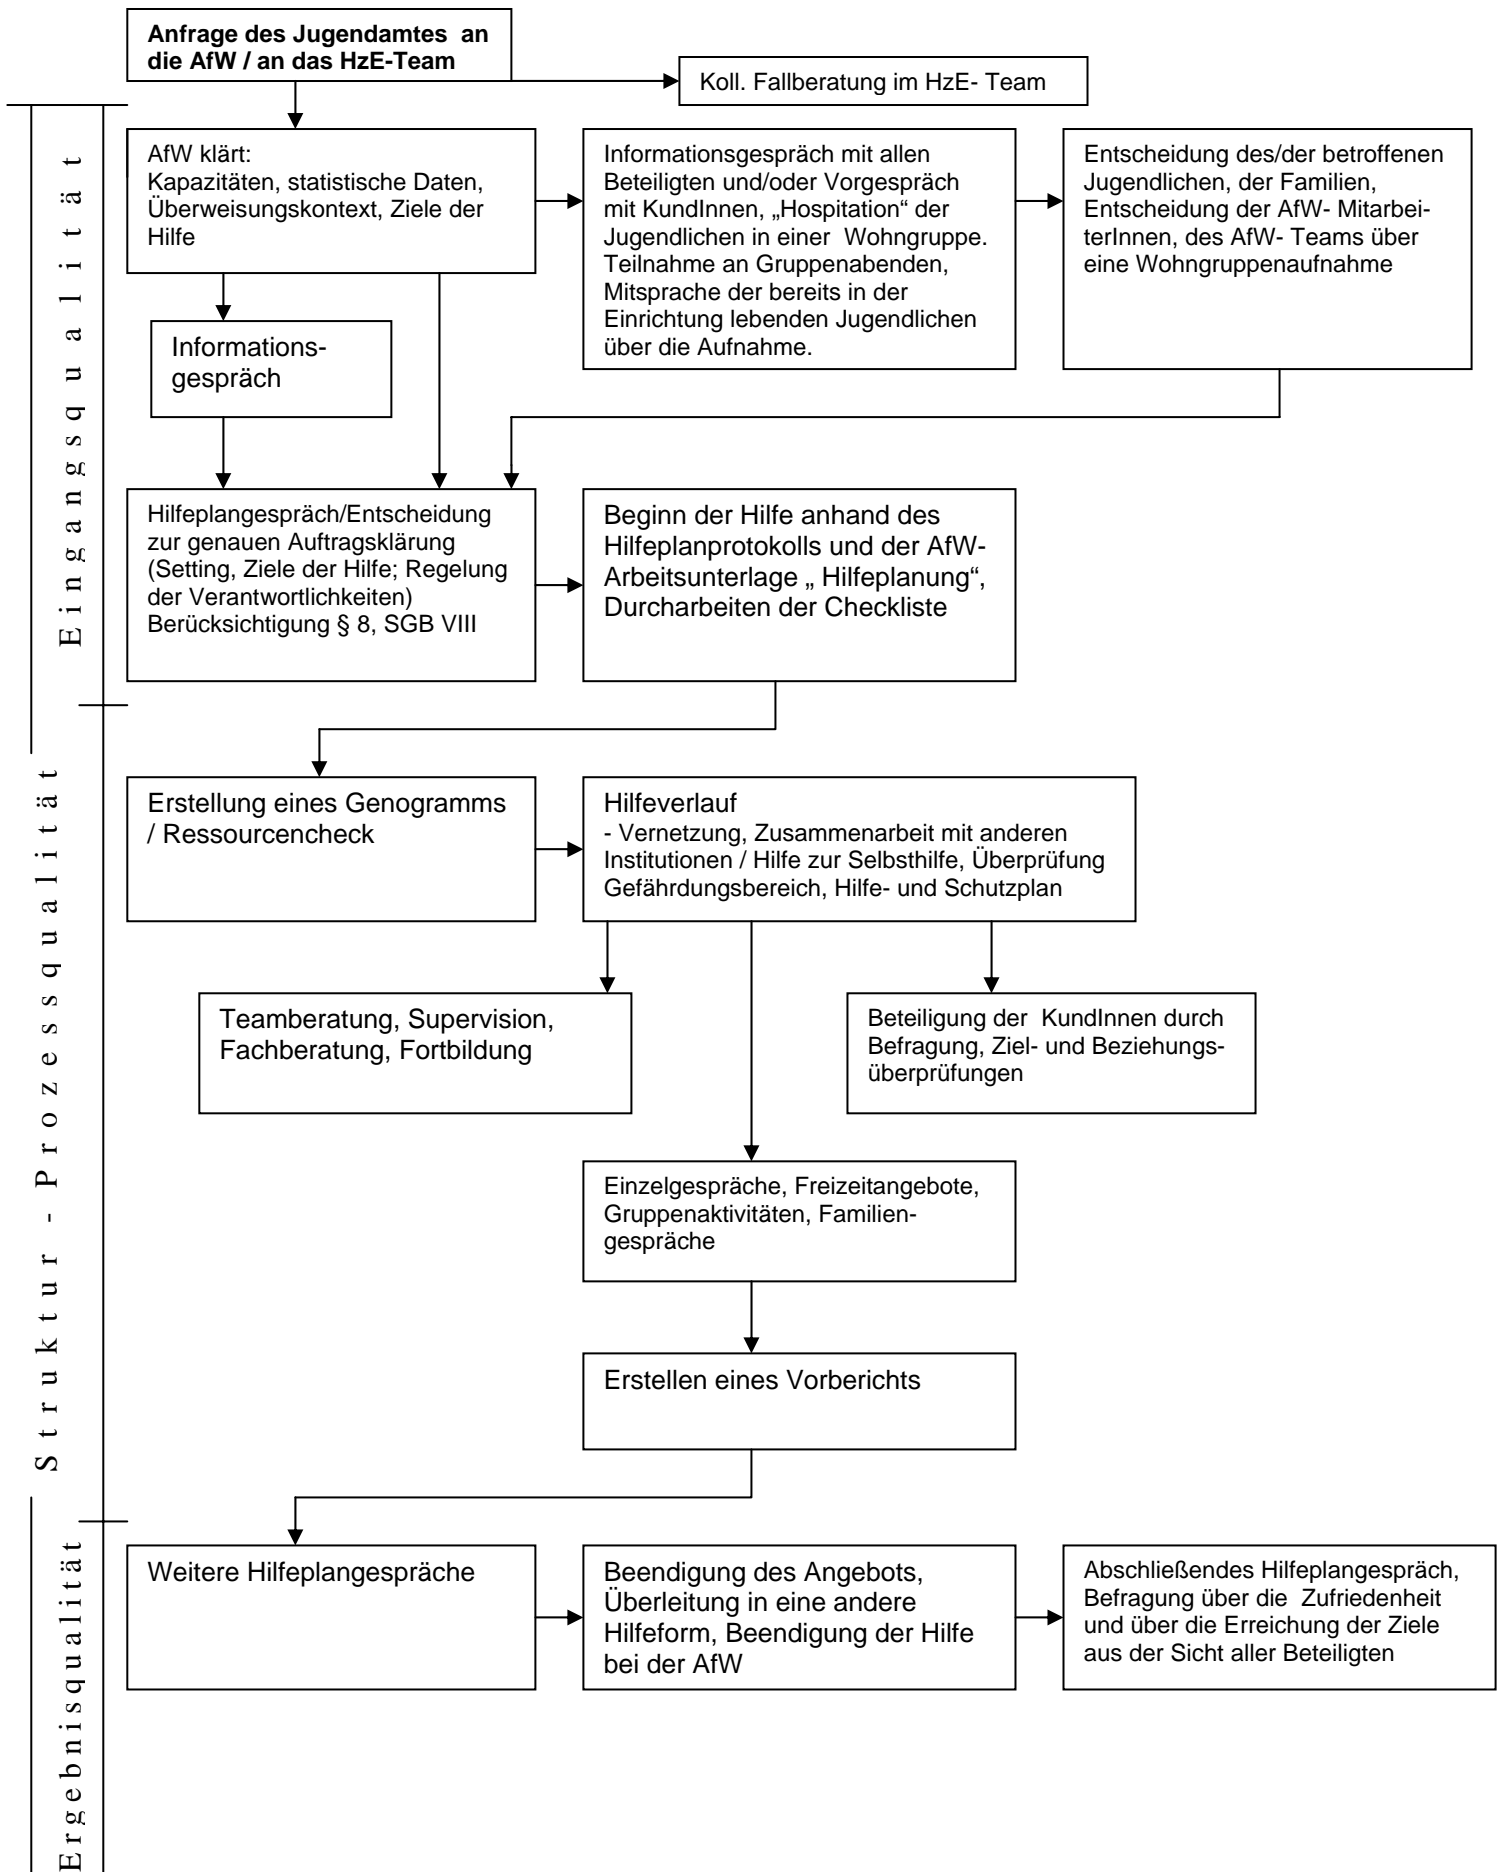 Anfrage des Jugendamtes an
die AfW / an das HzE-Team
Koll. Fallberatung im HzE- Team
Eingangsqualität
AfW klärt:
Kapazitäten, statistische Daten,
Überweisungskontext, Ziele der
Hilfe
Informationsgespräch mit allen
Beteiligten und/oder Vorgespräch
mit KundInnen, „Hospitation“ der
Jugendlichen in einer Wohngruppe.
Teilnahme an Gruppenabenden,
Mitsprache der bereits in der
Einrichtung lebenden Jugendlichen
über die Aufnahme.
Entscheidung des/der betroffenen
Jugendlichen, der Familien,
Entscheidung der AfW- Mitarbei-
terInnen, des AfW- Teams über
eine Wohngruppenaufnahme
Informations-
gespräch
Hilfeplangespräch/Entscheidung
zur genauen Auftragsklärung
(Setting, Ziele der Hilfe; Regelung
der Verantwortlichkeiten)
Berücksichtigung § 8, SGB VIII
Beginn der Hilfe anhand des
Hilfeplanprotokolls und der AfW-
Arbeitsunterlage „ Hilfeplanung“,
Durcharbeiten der Checkliste
Struktur - Prozessqualität
Erstellung eines Genogramms
/ Ressourcencheck
Hilfeverlauf
- Vernetzung, Zusammenarbeit mit anderen
Institutionen / Hilfe zur Selbsthilfe, Überprüfung
Gefährdungsbereich, Hilfe- und Schutzplan
Teamberatung, Supervision,
Fachberatung, Fortbildung
Beteiligung der KundInnen durch
Befragung, Ziel- und Beziehungs-
überprüfungen
Einzelgespräche, Freizeitangebote,
Gruppenaktivitäten, Familien-
gespräche
Erstellen eines Vorberichts
Ergebnisqualität
Weitere Hilfeplangespräche
Beendigung des Angebots,
Überleitung in eine andere
Hilfeform, Beendigung der Hilfe
bei der AfW
Abschließendes Hilfeplangespräch,
Befragung über die Zufriedenheit
und über die Erreichung der Ziele
aus der Sicht aller Beteiligten